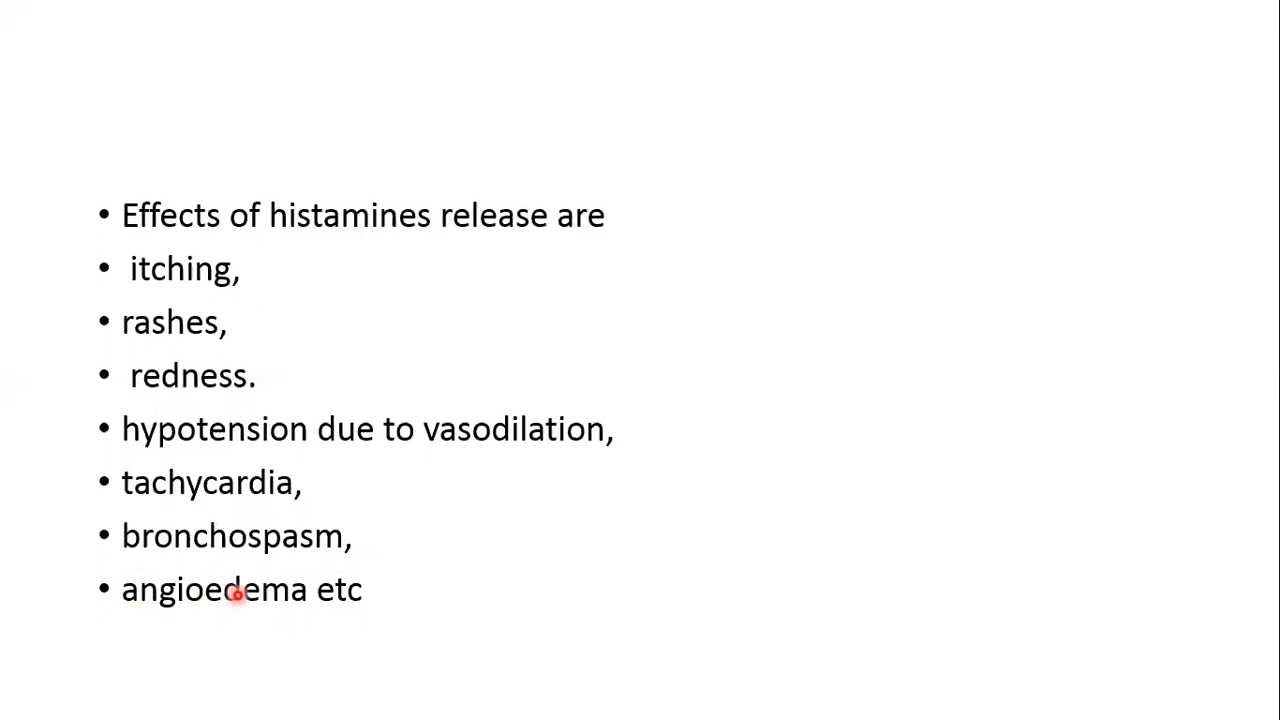 • Effects of histamines release are
• itching,
• rashes,
• redness.
• hypotension due to vasodilation,
• tachycardia,
• bronchospasm,
• angioedema etc